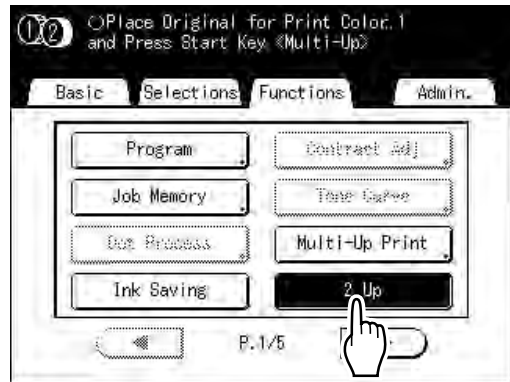 ①② ○Place Original for Print Color.1
and Press Start Key <Multi-Up>
Basic Selections Functions Admin.
Program Contrast Adj
Job Memory Tone Curve
Dot Process Multi-Up Print
Ink Saving 2 Up
P.1/5